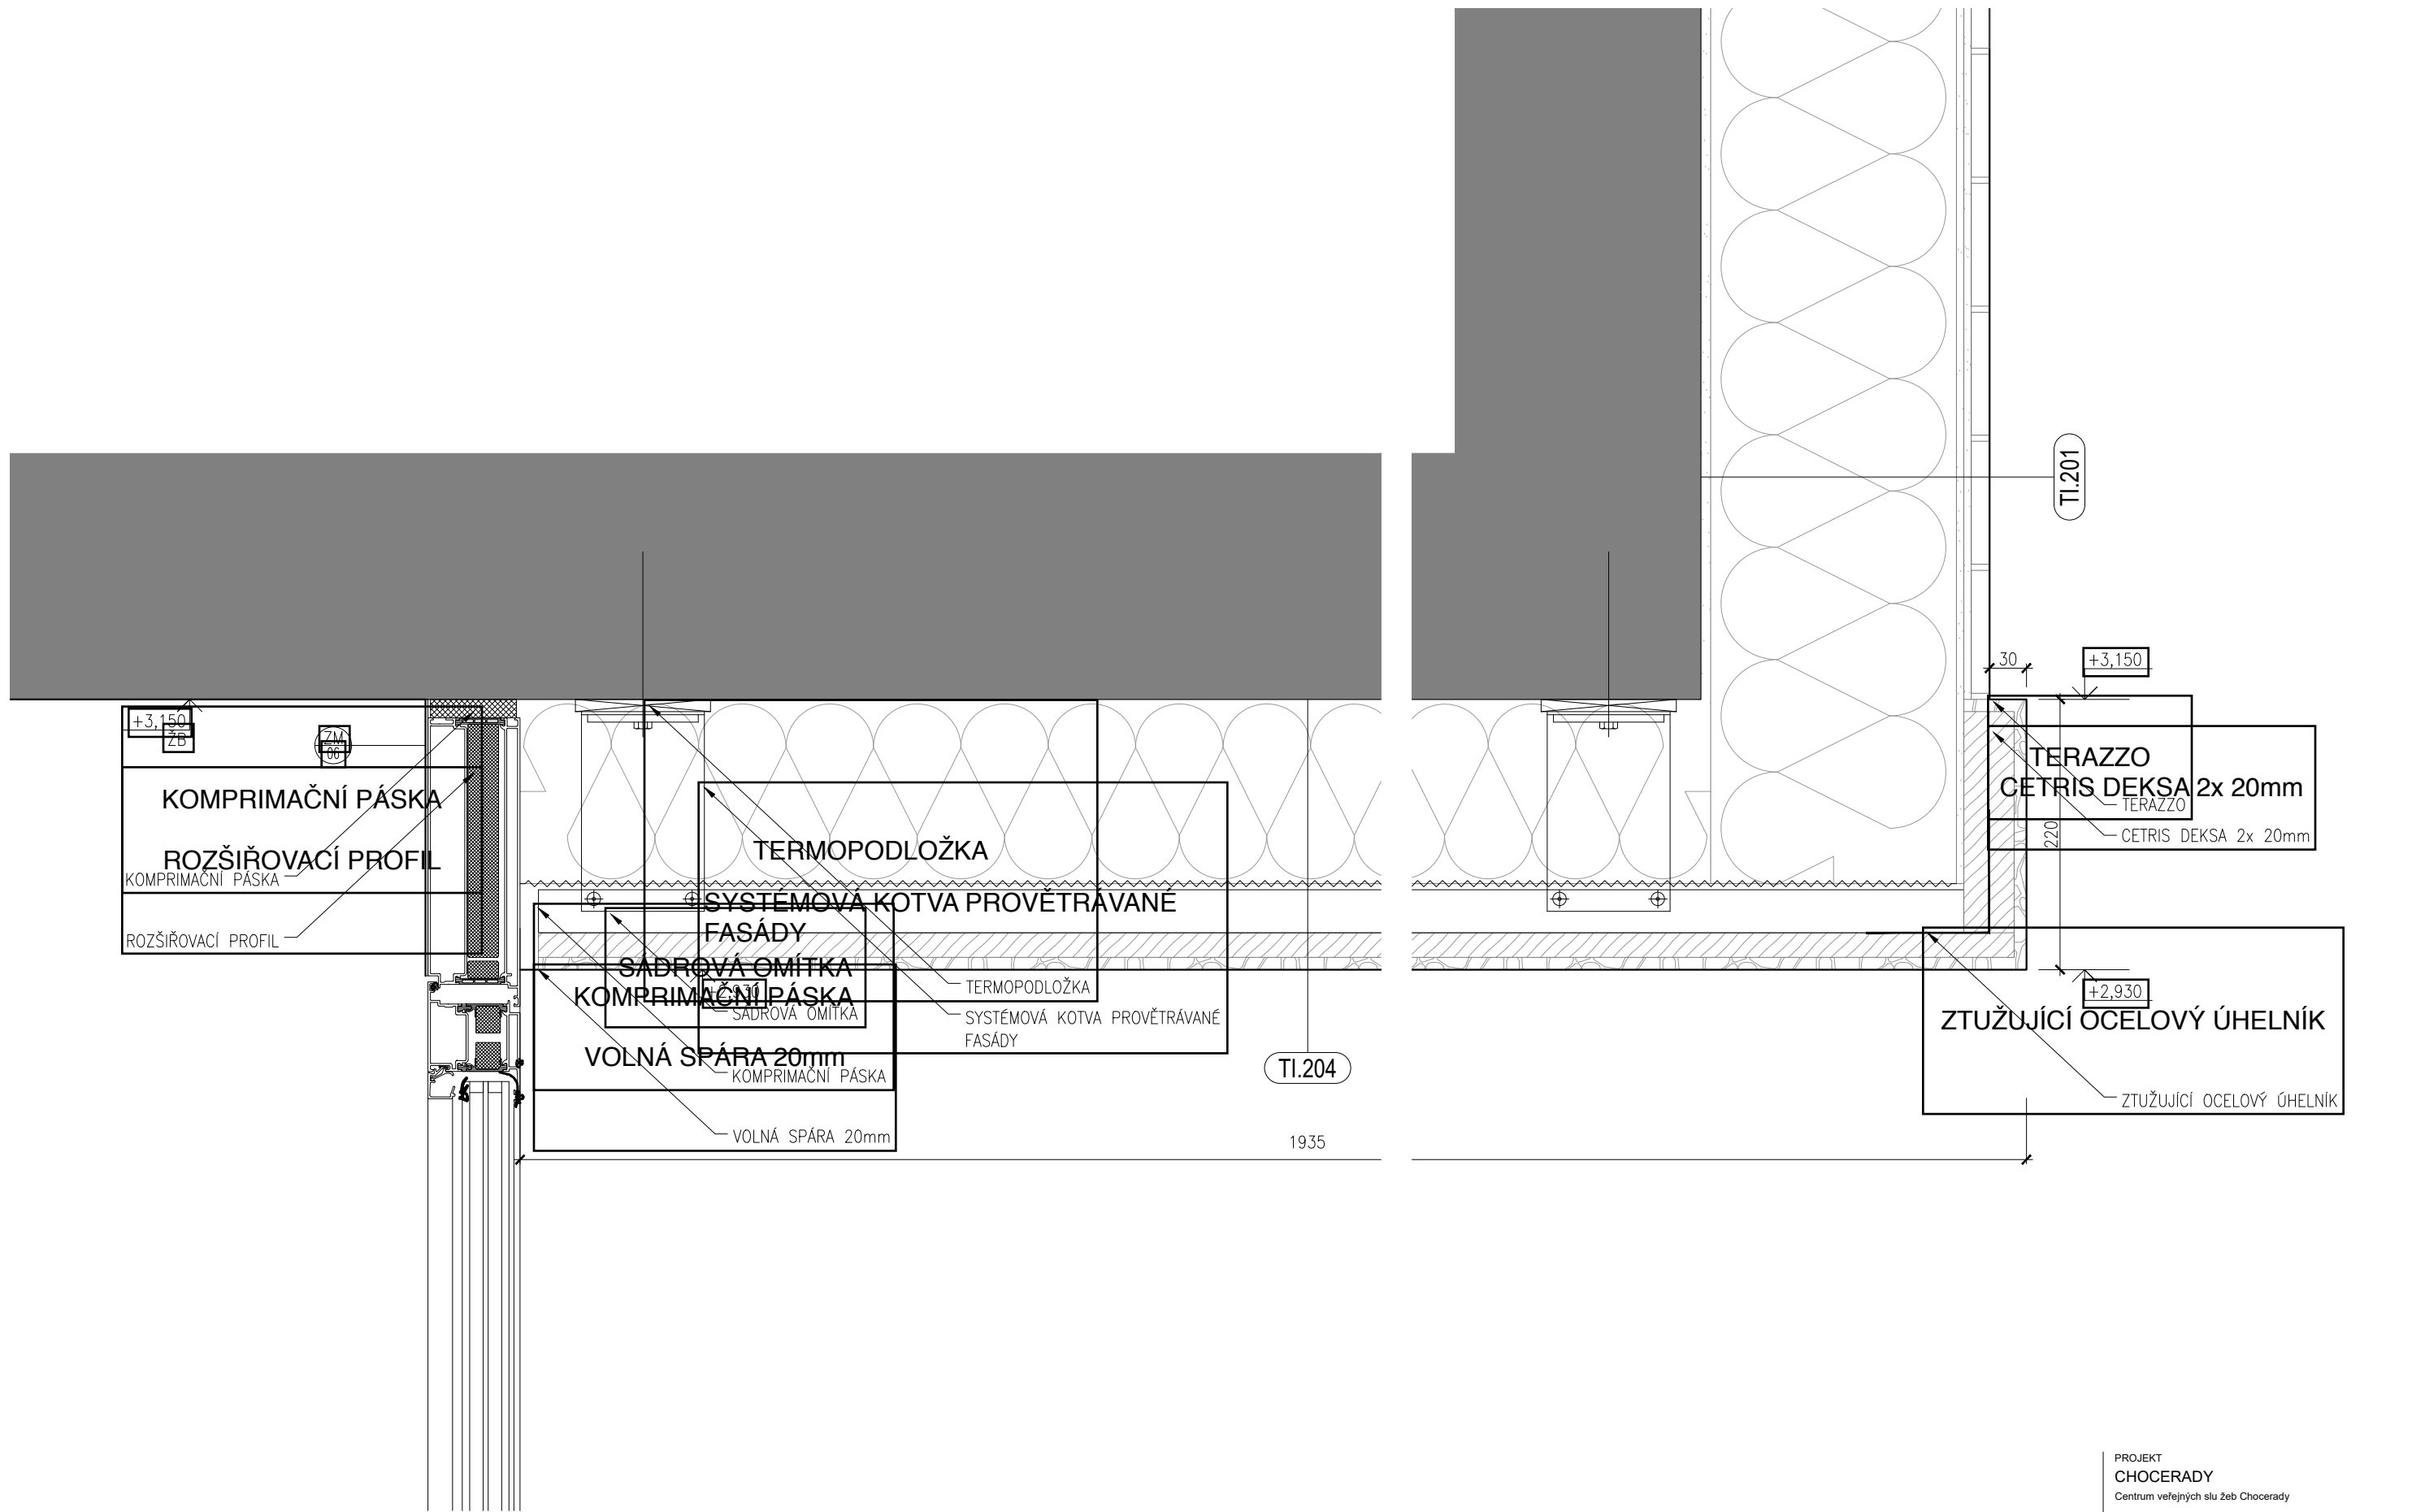 TI.201
30
+3,150
+3,150
ŽB
ZM
06
TERAZZO
CETRIS DEKSA 2x 20mm
TERAZZO
CETRIS DEKSA 2x 20mm
220
KOMPRIMAČNÍ PÁSKA
ROZŠIŘOVACÍ PROFIL
KOMPRIMAČNÍ PÁSKA
ROZŠIŘOVACÍ PROFIL
TERMOPODLOŽKA
SYSTÉMOVÁ KOTVA PROVĚTRÁVANÉ
FASÁDY
SÁDROVÁ OMÍTKA
KOMPRIMAČNÍ PÁSKA
+2,930
SÁDROVÁ OMÍTKA
VOLNÁ SPÁRA 20mm
KOMPRIMAČNÍ PÁSKA
VOLNÁ SPÁRA 20mm
TERMOPODLOŽKA
SYSTÉMOVÁ KOTVA PROVĚTRÁVANÉ
FASÁDY
TI.204
1935
+2,930
ZTUŽUJÍCÍ OCELOVÝ ÚHELNÍK
ZTUŽUJÍCÍ OCELOVÝ ÚHELNÍK
PROJEKT
CHOCERADY
Centrum veřejných slu žeb Chocerady